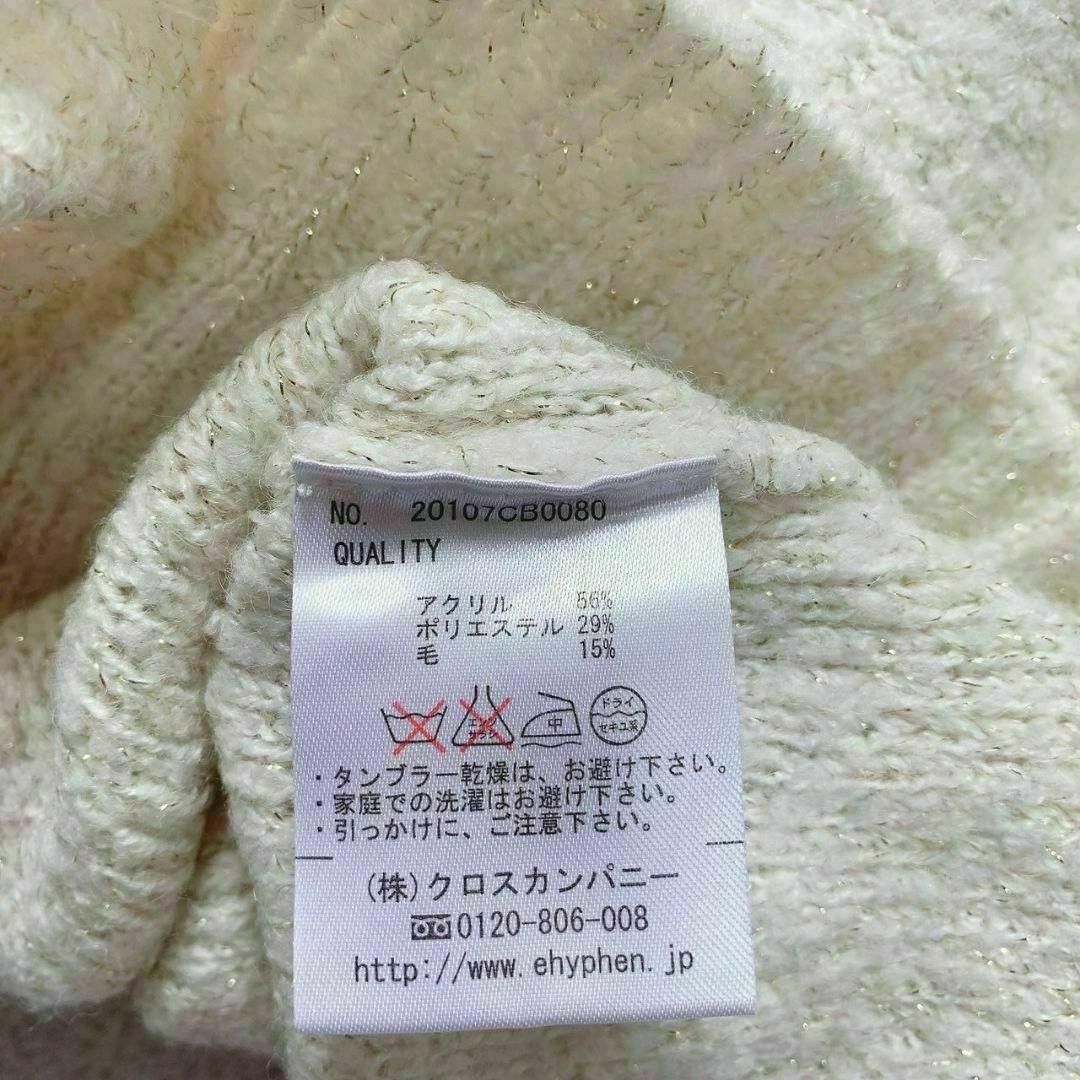 NO. 20107CB0080
QUALITY
アクリル 56%
ポリエステル 29%
毛 15%
中
ドライ
セキユ系
・タンブラー乾燥は、お避け下さい。
・家庭での洗濯はお避け下さい。
・引っかけに、ご注意下さい。
(株)クロスカンパニー
0120-806-008
http://www.ehyphen.jp